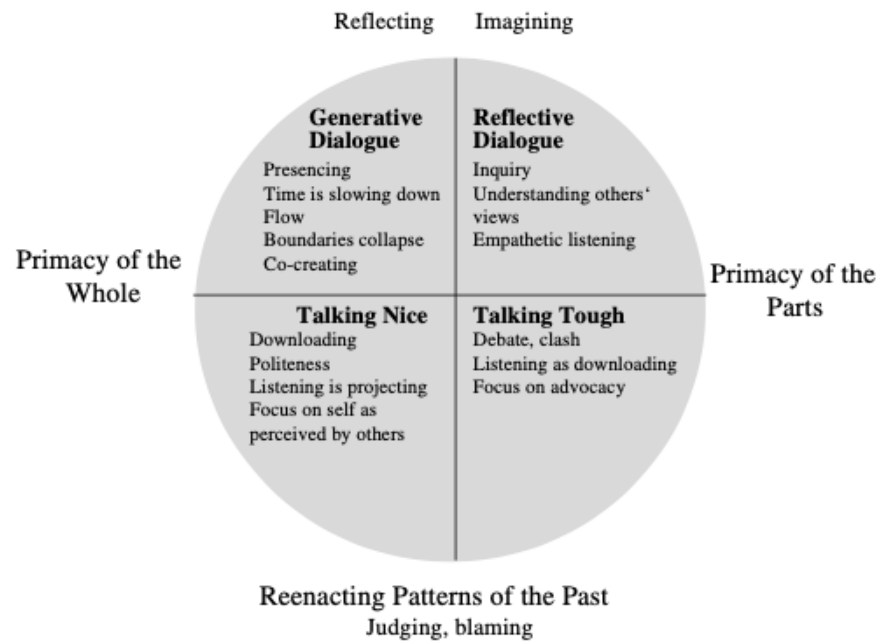 Reflecting Imagining
Generative
Dialogue
Presencing
Time is slowing down
Flow
Boundaries collapse
Co-creating
Reflective
Dialogue
Inquiry
Understanding others‘
views
Empathetic listening
Primacy of the
Whole
Primacy of the
Parts
Talking Nice
Downloading
Politeness
Listening is projecting
Focus on self as
perceived by others
Talking Tough
Debate, clash
Listening as downloading
Focus on advocacy
Reenacting Patterns of the Past
Judging, blaming